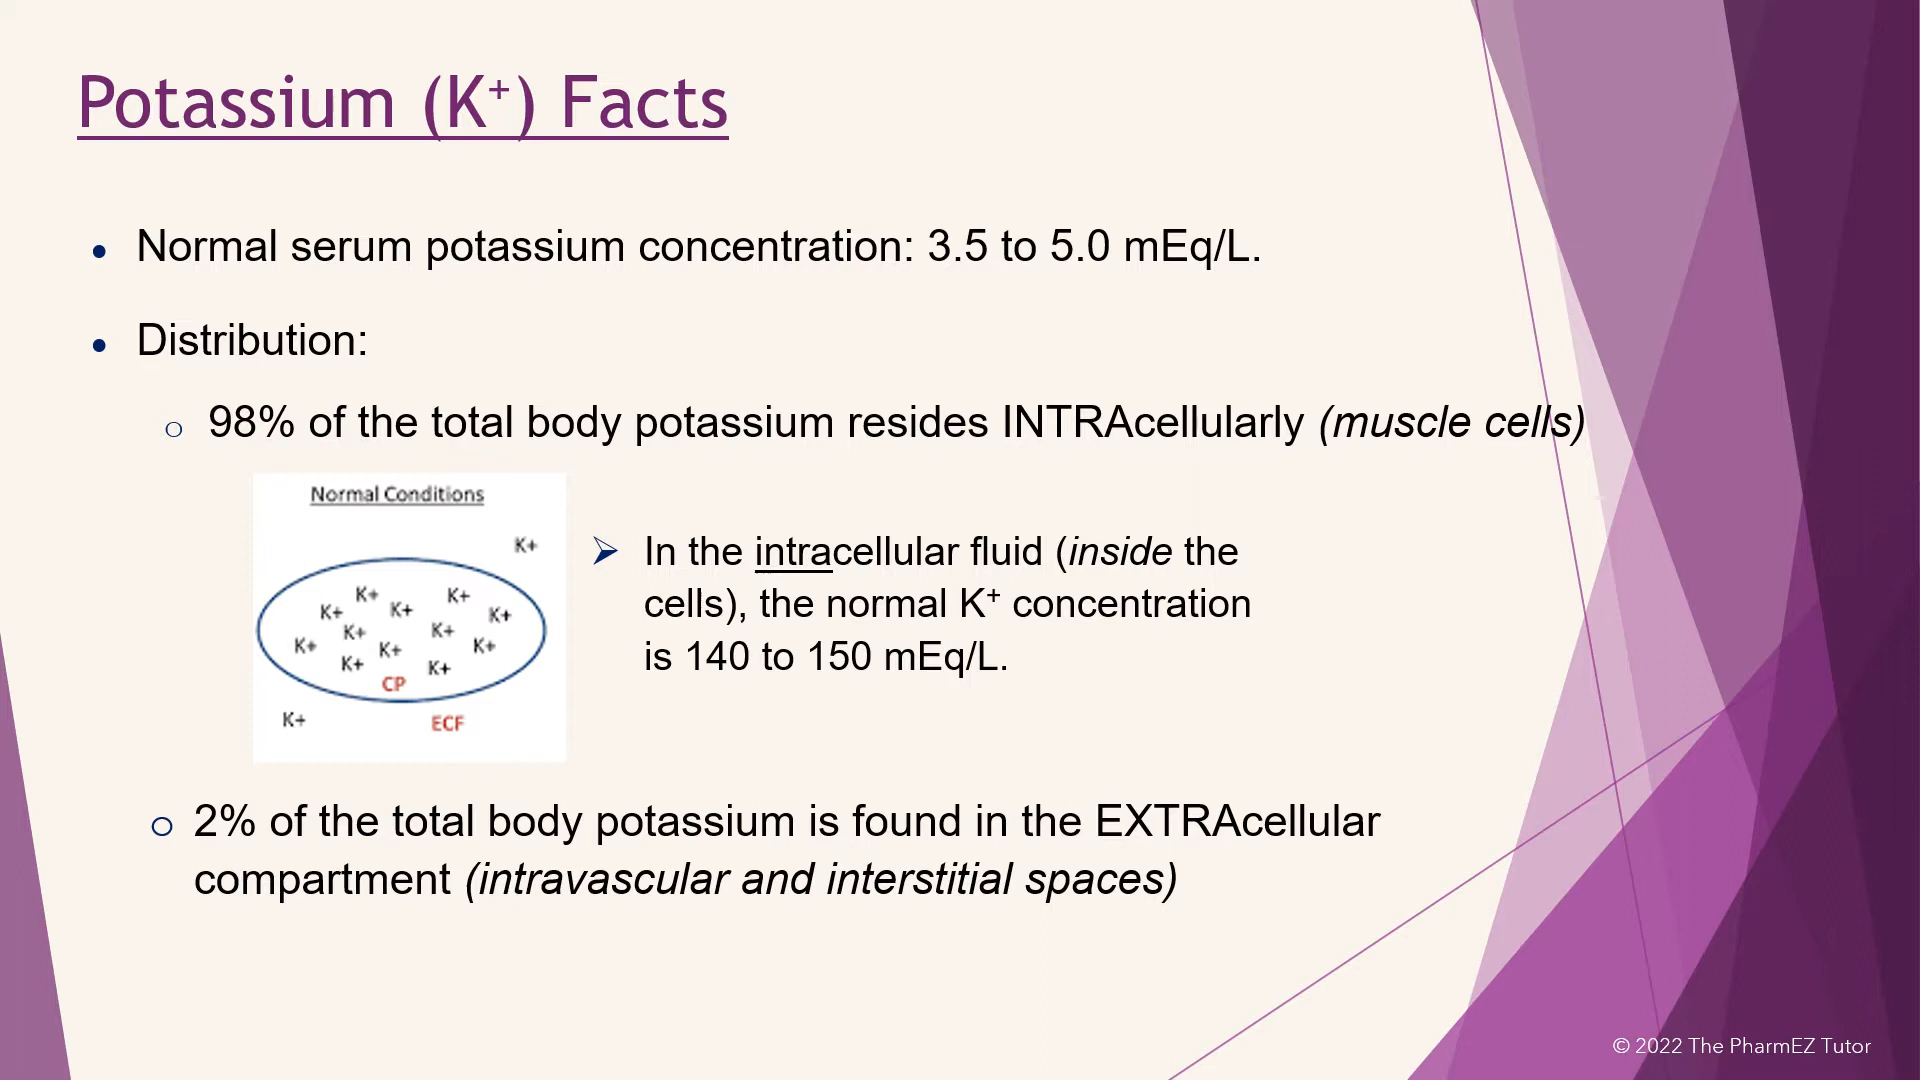 Potassium (K⁺) Facts
• Normal serum potassium concentration: 3.5 to 5.0 mEq/L.
• Distribution:
○ 98% of the total body potassium resides INTRAcellularly (muscle cells)
Normal Conditions
K+
K+ K+
K+ K+ K+
K+ K+
K+ K+ K+
K+ K+
CP
K+
ECF
➢ In the intracellular fluid (inside the
cells), the normal K⁺ concentration
is 140 to 150 mEq/L.
○ 2% of the total body potassium is found in the EXTRAcellular
compartment (intravascular and interstitial spaces)
© 2022 The PharmEZ Tutor